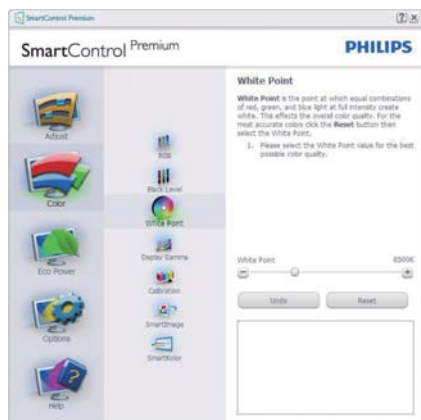 SmartControl Premium
SmartControl Premium
PHILIPS
Adjust
Color
Eco Power
Options
Help
RGB
Black Level
White Point
Display Gamma
Calibration
SmartImage
SmartKolor
White Point
White Point is the point at which equal combinations
of red, green, and blue light at full intensity create
white. This effects the overall color quality. For the
most accurate colors click the Reset button then
select the White Point.
1. Please select the White Point value for the best
possible color quality.
White Point 6500K
Undo Reset